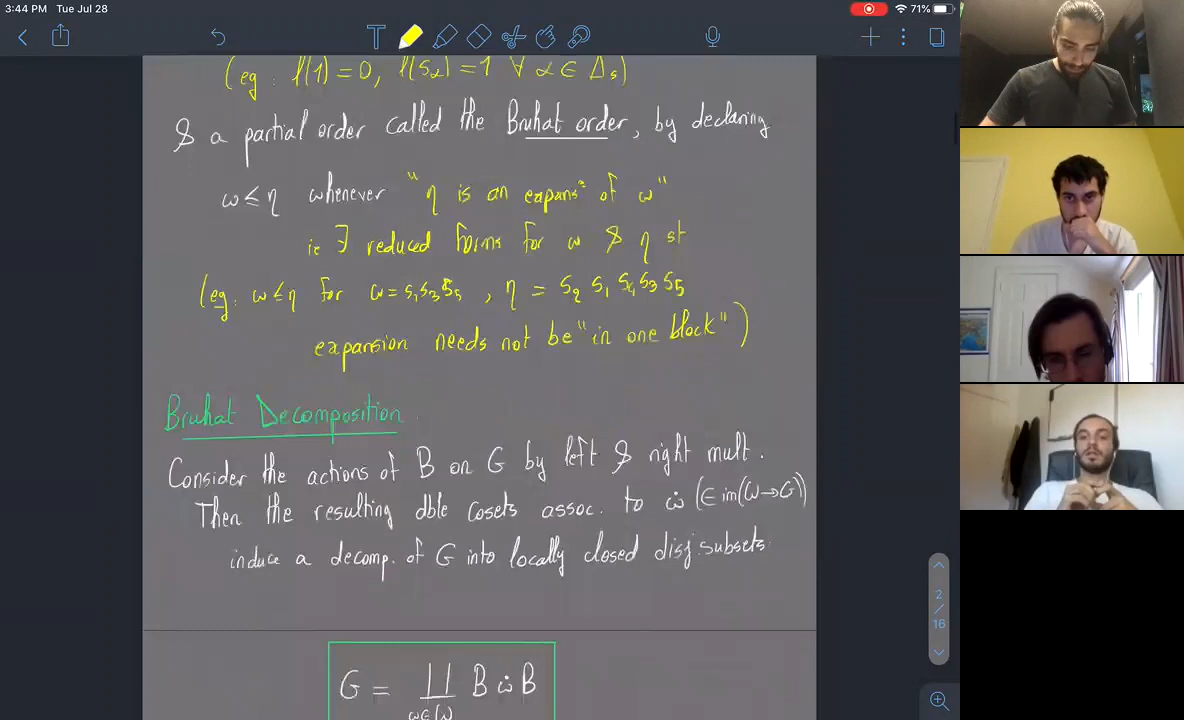 3:44 PM Tue Jul 28
71%
(eg: l(1) = 0, l(s_α) = 1 ∀ α ∈ Δ_s)
& a partial order called the Bruhat order, by declaring
ω ≤ η whenever "η is an expans° of ω"
ie ∃ reduced forms for ω & η st
(eg: ω ≤ η for ω = s₁s₃s₅, η = s₂ s₁ s₄ s₃ s₅
expansion needs not be "in one block")
Bruhat Decomposition
Consider the actions of B on G by left & right mult.
Then the resulting dble cosets assoc. to ω̇ (∈ im(W→G))
induce a decomp. of G into locally closed disj. subsets
G = ∐ B ω̇ B
ω∈W
2
/
16